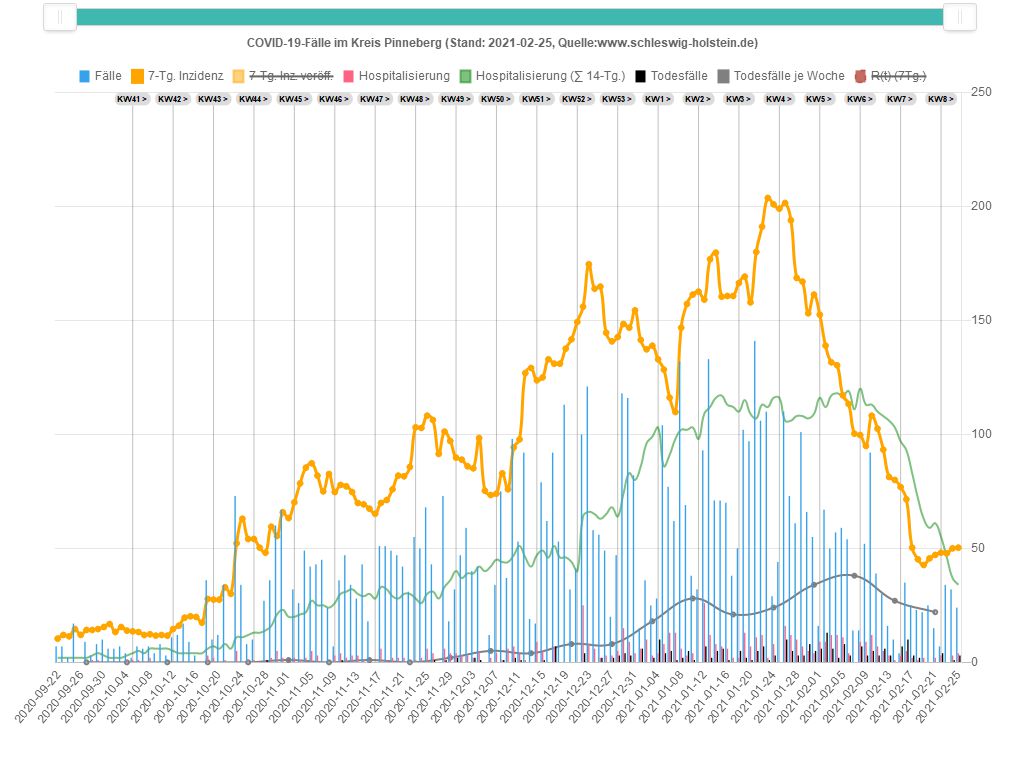 COVID-19-Fälle im Kreis Pinneberg (Stand: 2021-02-25, Quelle:www.schleswig-holstein.de)
Fälle 7-Tg. Inzidenz 7-Tg. Inz. veröff. Hospitalisierung Hospitalisierung (∑ 14-Tg.) Todesfälle Todesfälle je Woche R(t) (7Tg.)
KW41 > KW42 > KW43 > KW44 > KW45 > KW46 > KW47 > KW48 > KW49 > KW50 > KW51 > KW52 > KW53 > KW1 > KW2 > KW3 > KW4 > KW5 > KW6 > KW7 > KW8 >
250
200
150
100
50
0
2020-09-22 2020-09-26 2020-09-30 2020-10-04 2020-10-08 2020-10-12 2020-10-16 2020-10-20 2020-10-24 2020-10-28 2020-11-01 2020-11-05 2020-11-09 2020-11-13 2020-11-17 2020-11-21 2020-11-25 2020-11-29 2020-12-03 2020-12-07 2020-12-11 2020-12-15 2020-12-19 2020-12-23 2020-12-27 2020-12-31 2021-01-04 2021-01-08 2021-01-12 2021-01-16 2021-01-20 2021-01-24 2021-01-28 2021-02-01 2021-02-05 2021-02-09 2021-02-13 2021-02-17 2021-02-21 2021-02-25